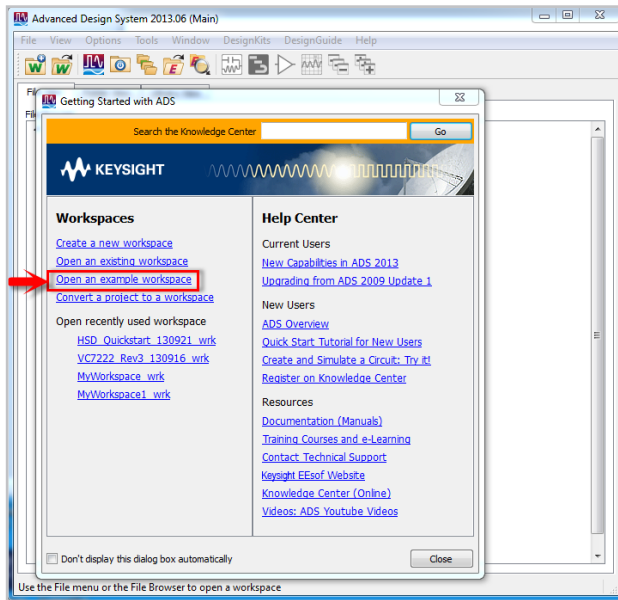 Advanced Design System 2013.06 (Main)
File View Options Tools Window DesignKits DesignGuide Help
Getting Started with ADS
Search the Knowledge Center
Go
KEYSIGHT
Workspaces
Create a new workspace
Open an existing workspace
Open an example workspace
Convert a project to a workspace
Open recently used workspace
HSD_Quickstart_130921_wrk
VC7222_Rev3_130916_wrk
MyWorkspace_wrk
MyWorkspace1_wrk
Help Center
Current Users
New Capabilities in ADS 2013
Upgrading from ADS 2009 Update 1
New Users
ADS Overview
Quick Start Tutorial for New Users
Create and Simulate a Circuit: Try it!
Register on Knowledge Center
Resources
Documentation (Manuals)
Training Courses and e-Learning
Contact Technical Support
Keysight EEsof Website
Knowledge Center (Online)
Videos: ADS Youtube Videos
Don't display this dialog box automatically
Close
Use the File menu or the File Browser to open a workspace